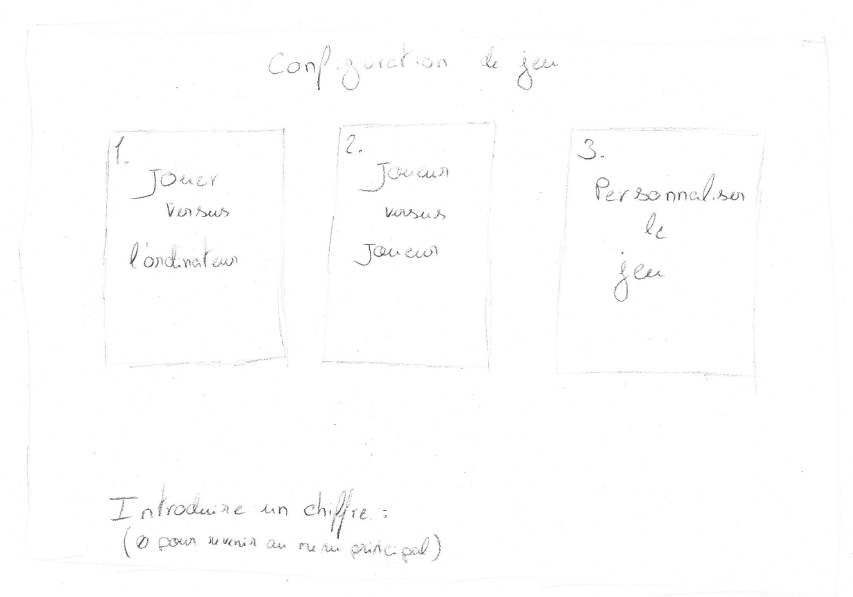 Configuration de jeu
1.
Jouer
versus
l'ordinateur
2.
Joueur
versus
Joueur
3.
Personnaliser
le
jeu
Introduire un chiffre :
(0 pour revenir au menu principal)